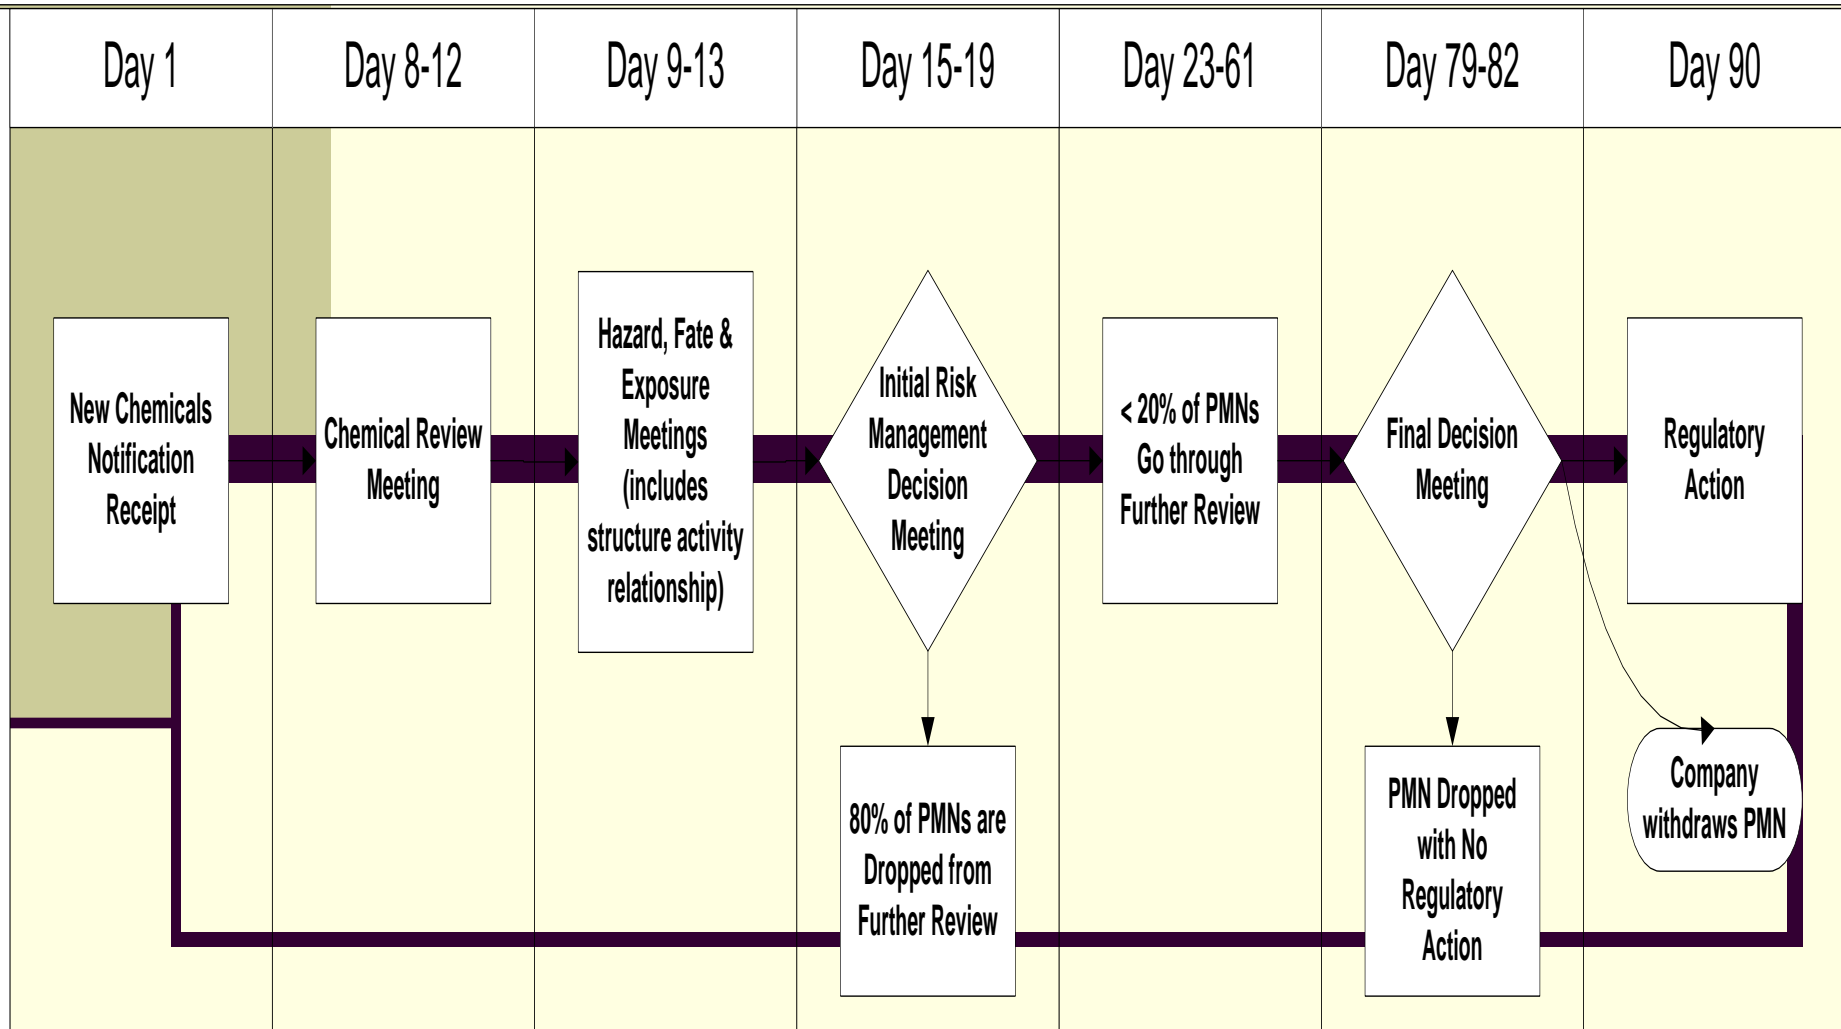 Day 1
Day 8-12
Day 9-13
Day 15-19
Day 23-61
Day 79-82
Day 90
New Chemicals
Notification
Receipt
Chemical Review
Meeting
Hazard, Fate &
Exposure
Meetings
(includes
structure activity
relationship)
Initial Risk
Management
Decision
Meeting
< 20% of PMNs
Go through
Further Review
Final Decision
Meeting
Regulatory
Action
80% of PMNs are
Dropped from
Further Review
PMN Dropped
with No
Regulatory
Action
Company
withdraws PMN